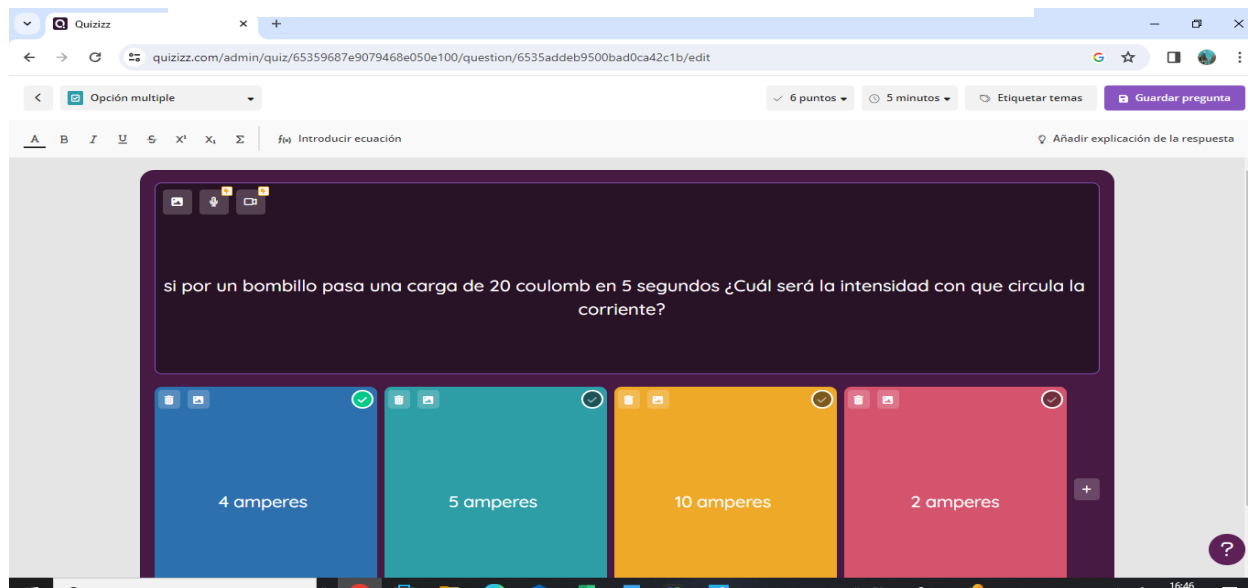 Quizizz
quizizz.com/admin/quiz/65359687e9079468e050e100/question/6535addeb9500bad0ca42c1b/edit
Opción multiple
6 puntos
5 minutos
Etiquetar temas
Guardar pregunta
A B I U S X¹ X₁ Σ f(x) Introducir ecuación
Añadir explicación de la respuesta
si por un bombillo pasa una carga de 20 coulomb en 5 segundos ¿Cuál será la intensidad con que circula la
corriente?
4 amperes
5 amperes
10 amperes
2 amperes
?
16:46